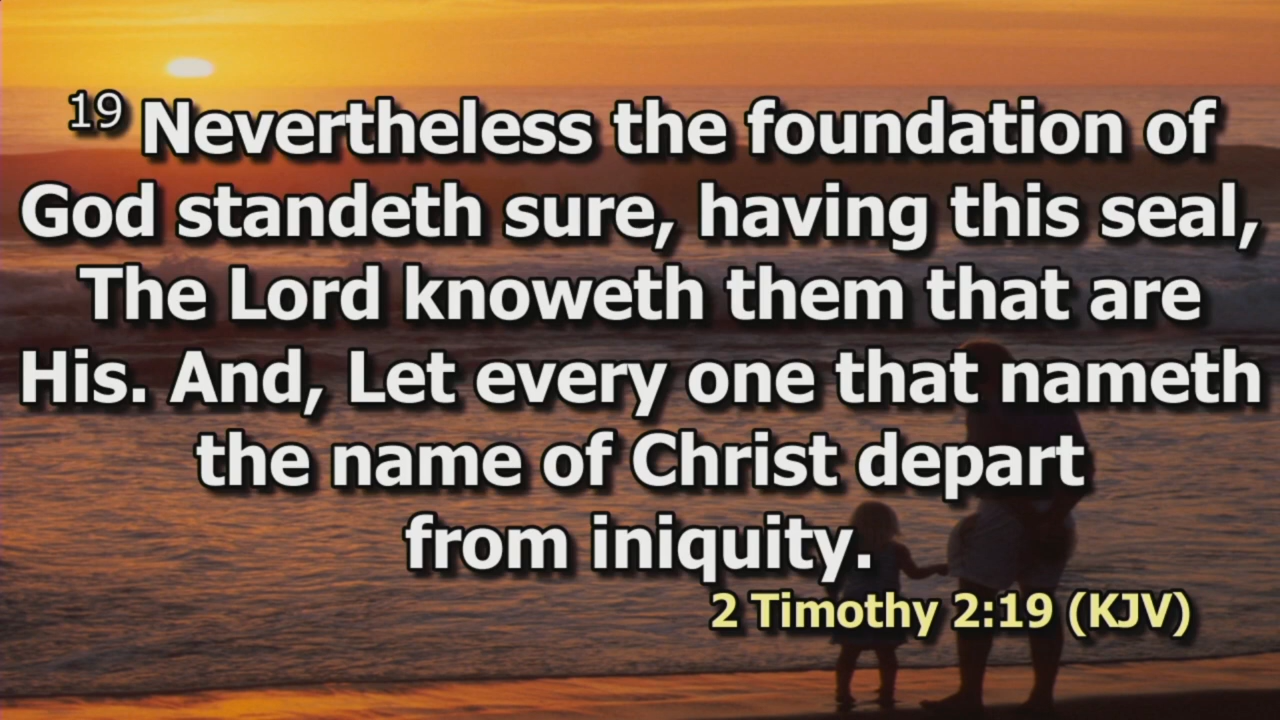 19 Nevertheless the foundation of
God standeth sure, having this seal,
The Lord knoweth them that are
His. And, Let every one that nameth
the name of Christ depart
from iniquity.
2 Timothy 2:19 (KJV)